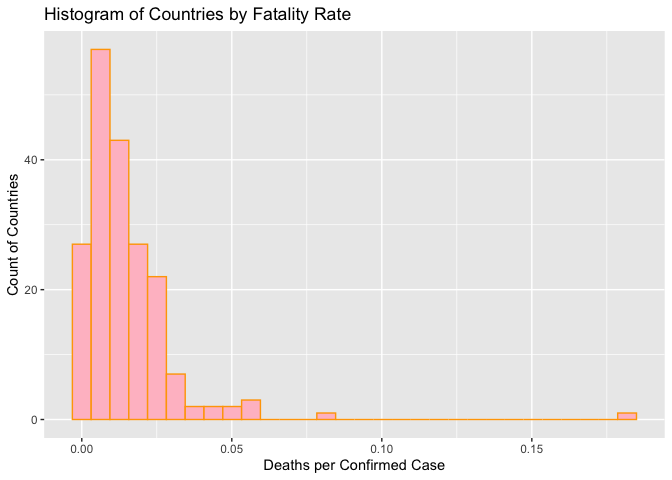 Histogram of Countries by Fatality Rate
Count of Countries
40
20
0
0.00 0.05 0.10 0.15
Deaths per Confirmed Case